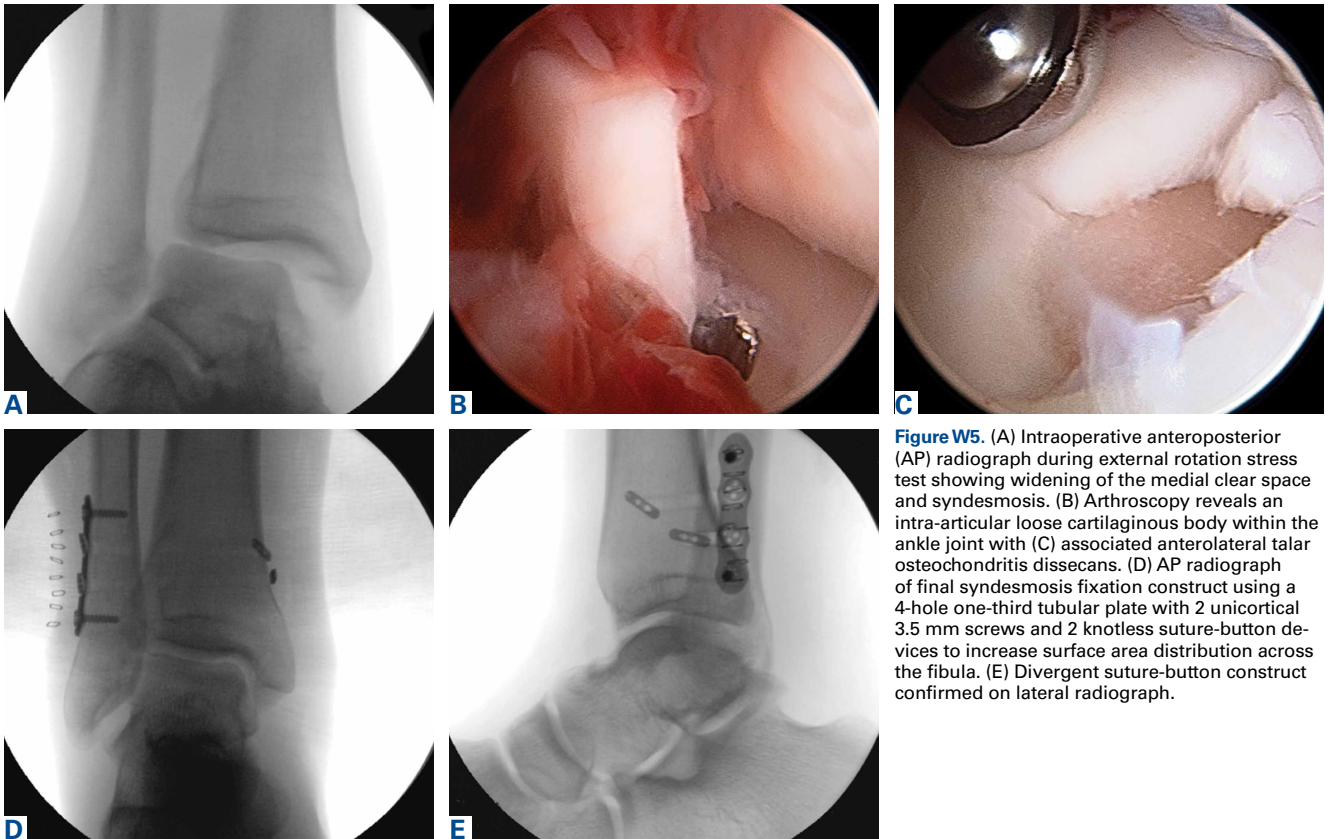 A
B
C
Figure W5. (A) Intraoperative anteroposterior
(AP) radiograph during external rotation stress
test showing widening of the medial clear space
and syndesmosis. (B) Arthroscopy reveals an
intra-articular loose cartilaginous body within the
ankle joint with (C) associated anterolateral talar
osteochondritis dissecans. (D) AP radiograph
of final syndesmosis fixation construct using a
4-hole one-third tubular plate with 2 unicortical
3.5 mm screws and 2 knotless suture-button de-
vices to increase surface area distribution across
the fibula. (E) Divergent suture-button construct
confirmed on lateral radiograph.
D
E